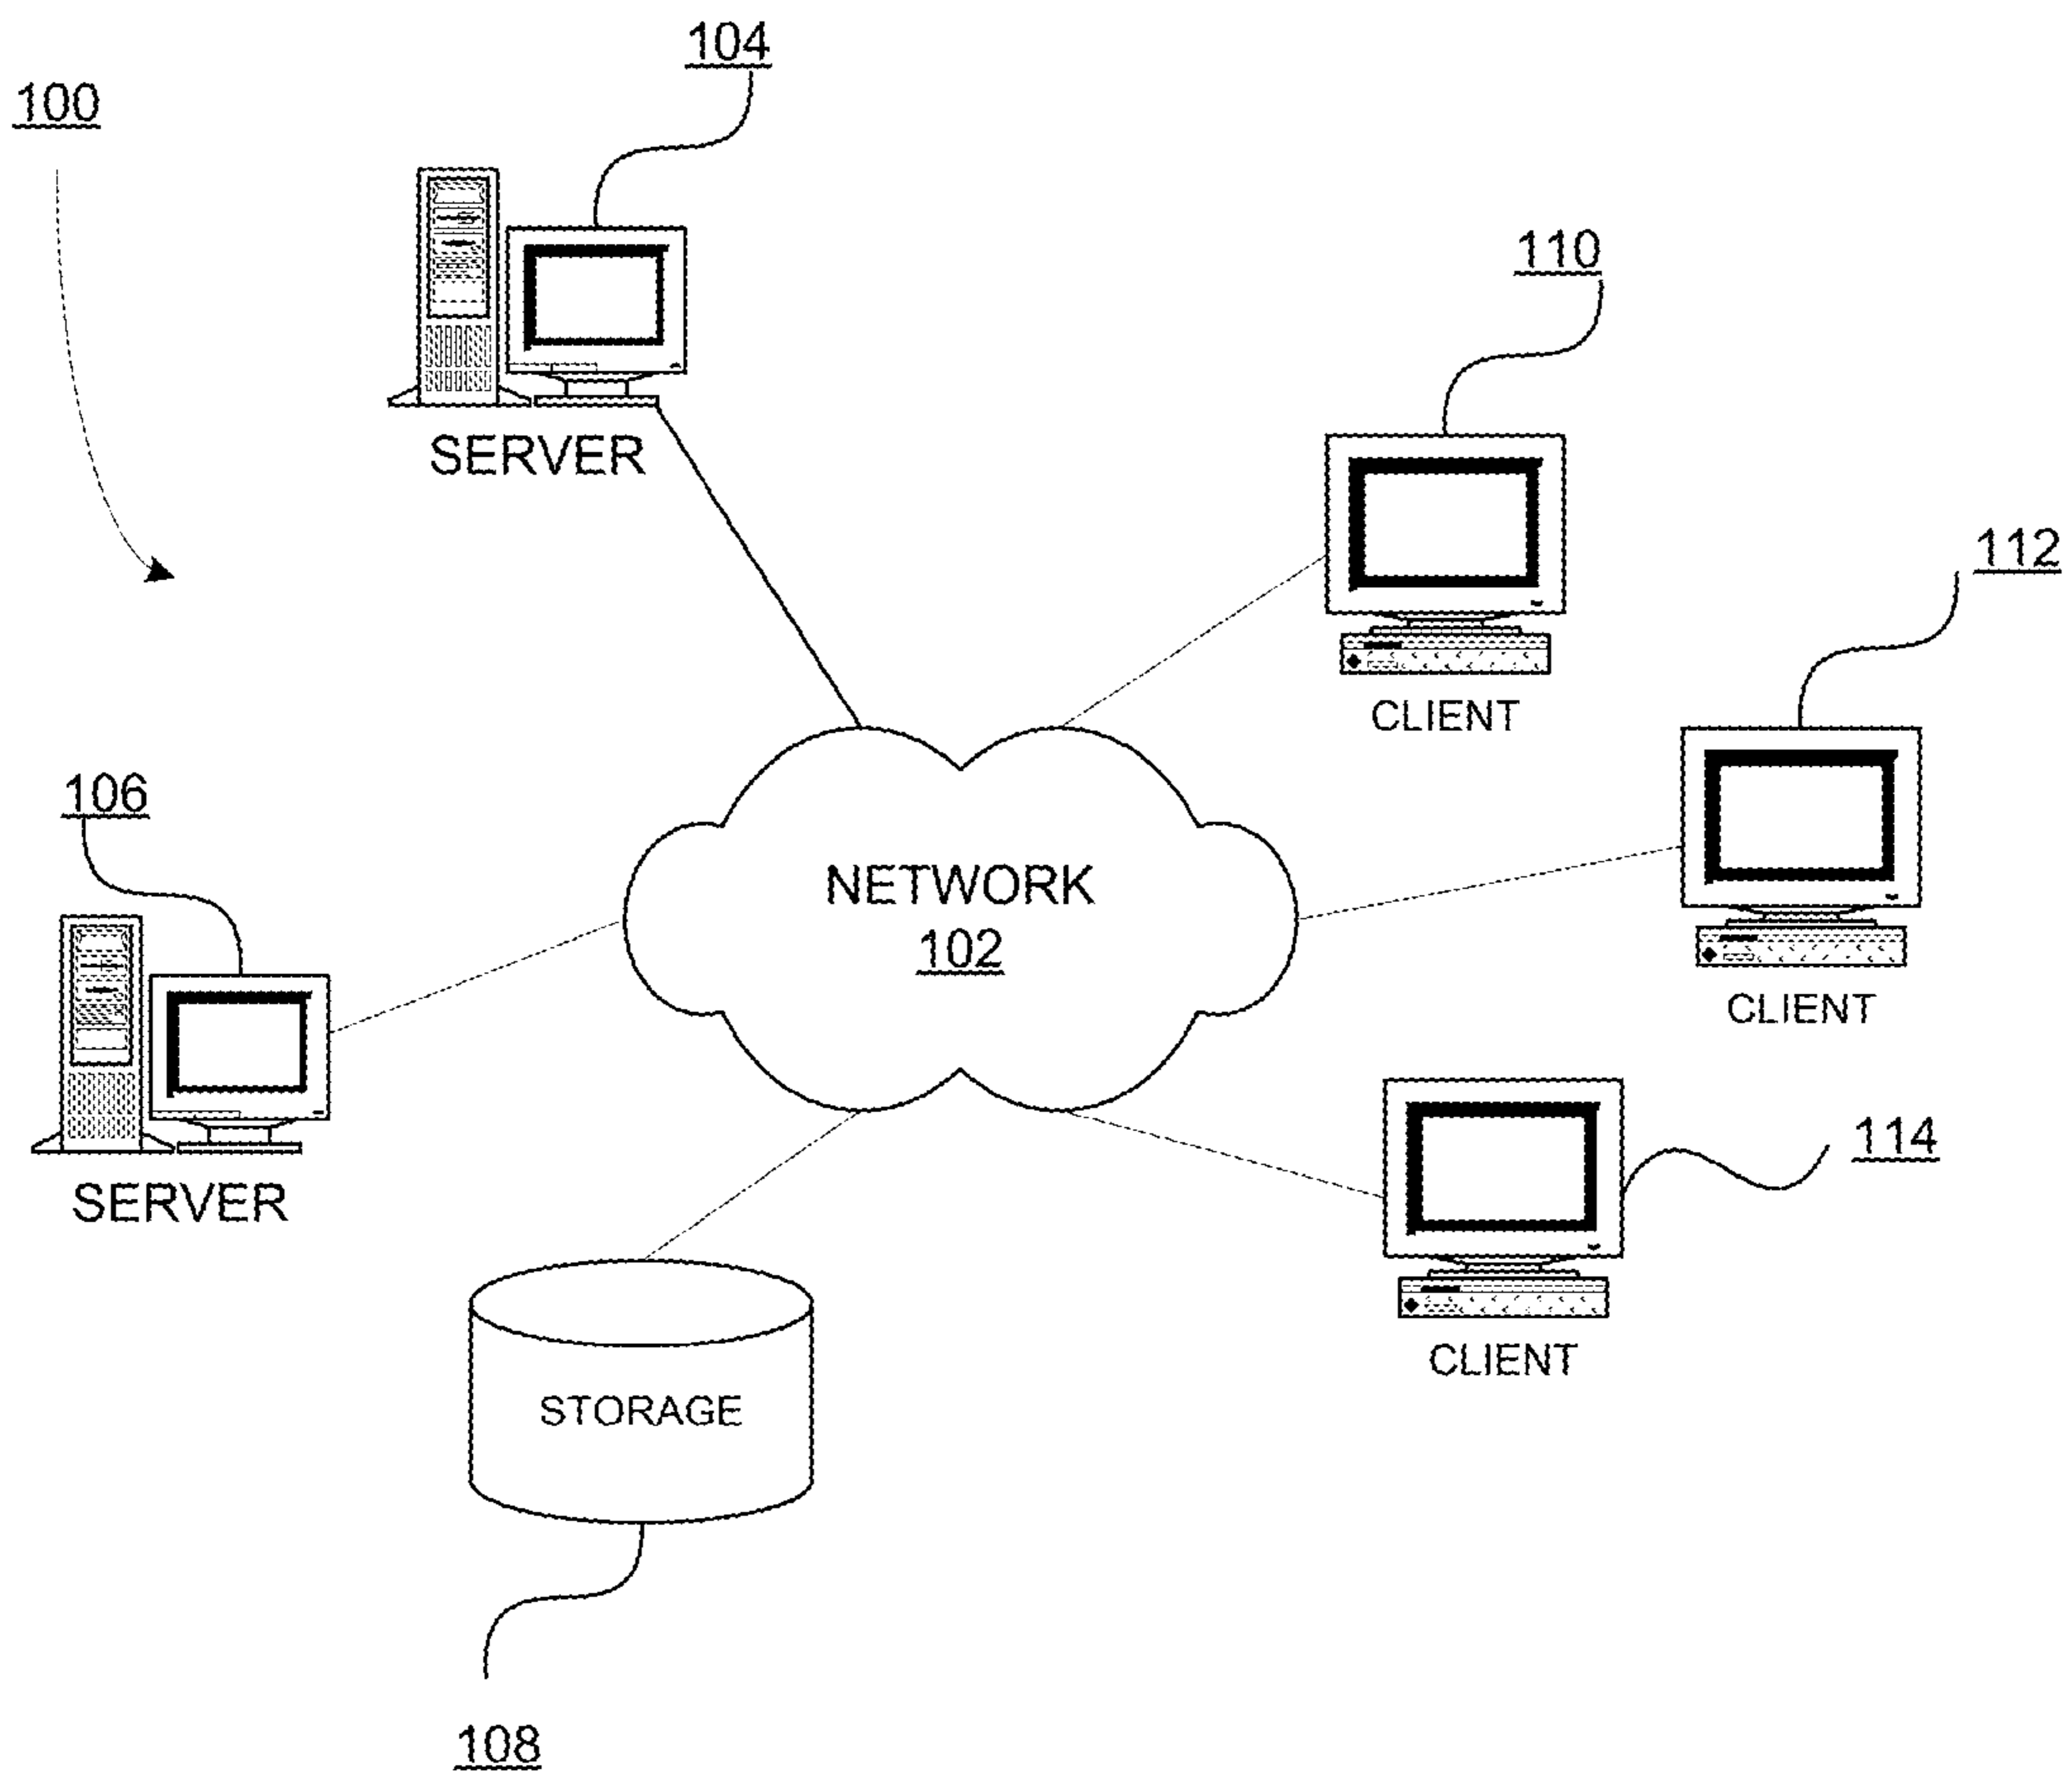 104
100
SERVER
110
CLIENT
112
CLIENT
106
SERVER
NETWORK
102
114
CLIENT
STORAGE
108